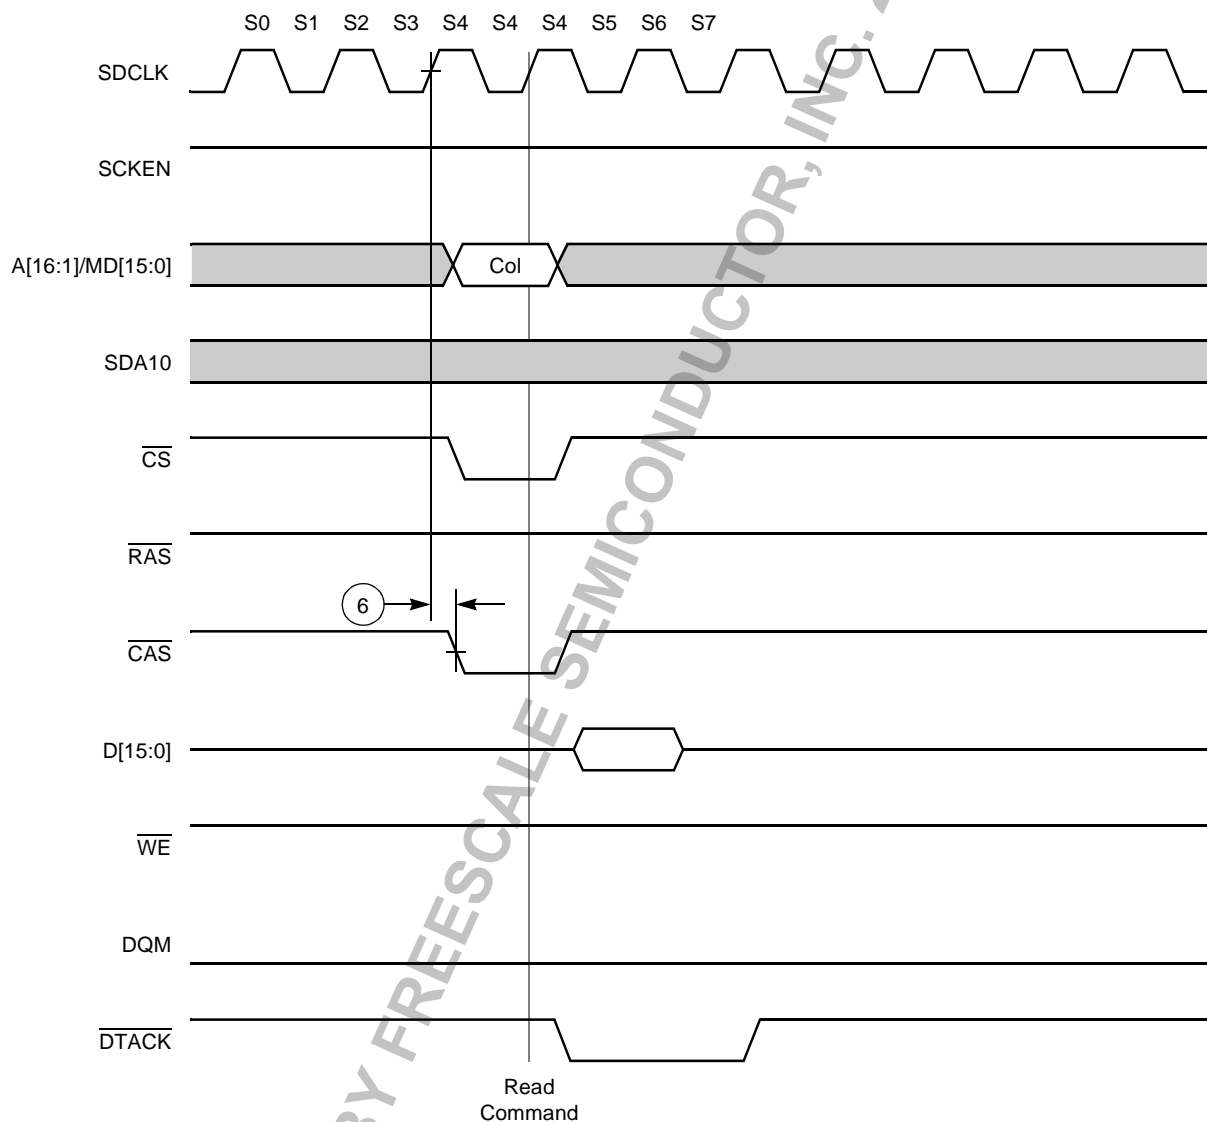 S0 S1 S2 S3 S4 S4 S4 S5 S6 S7
SDCLK
SCKEN
A[16:1]/MD[15:0]
Col
SDA10
CS
RAS
6
CAS
D[15:0]
WE
DQM
DTACK
Read
Command
BY FREESCALE SEMICONDUCTOR, INC.